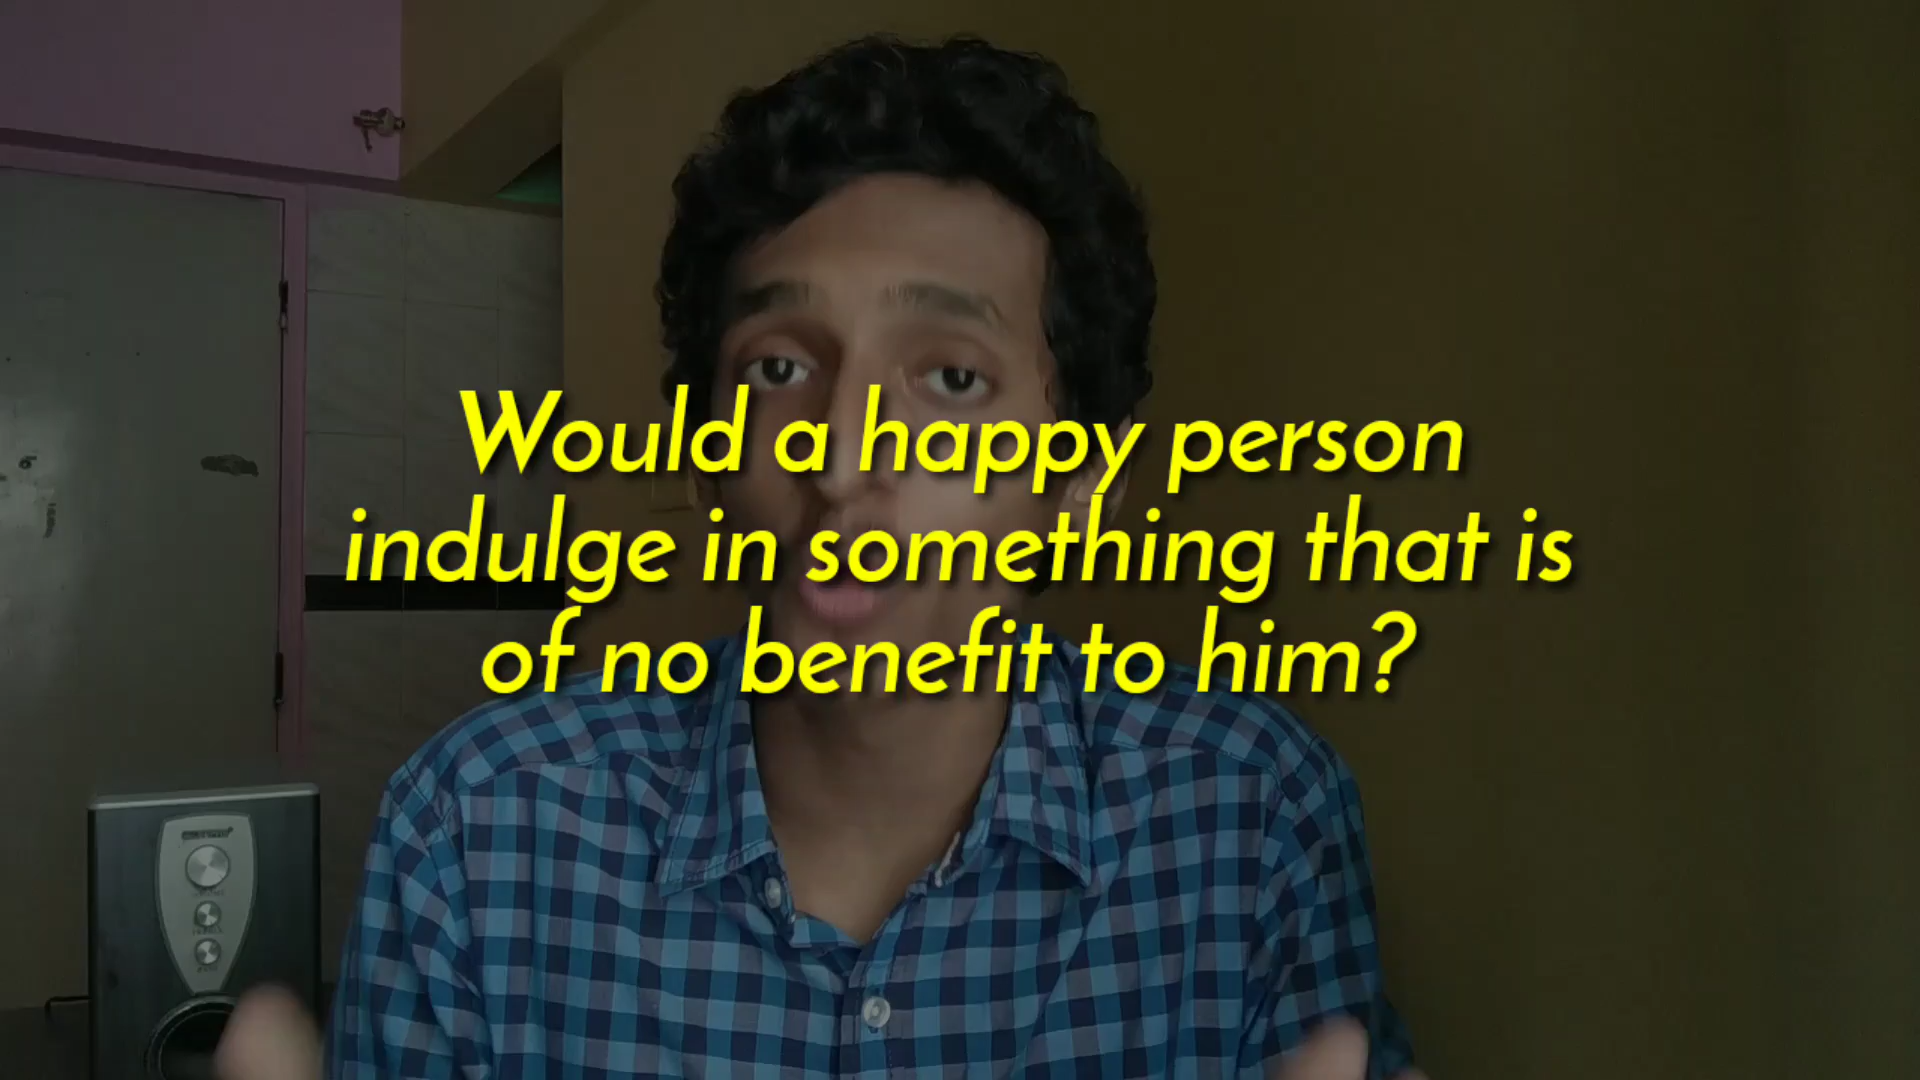 Would a happy person
indulge in something that is
of no benefit to him?